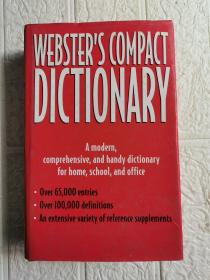 WEBSTER'S COMPACT
DICTIONARY
A modern,
comprehensive, and handy dictionary
for home, school, and office
• Over 65,000 entries
• Over 100,000 definitions
• An extensive variety of reference supplements